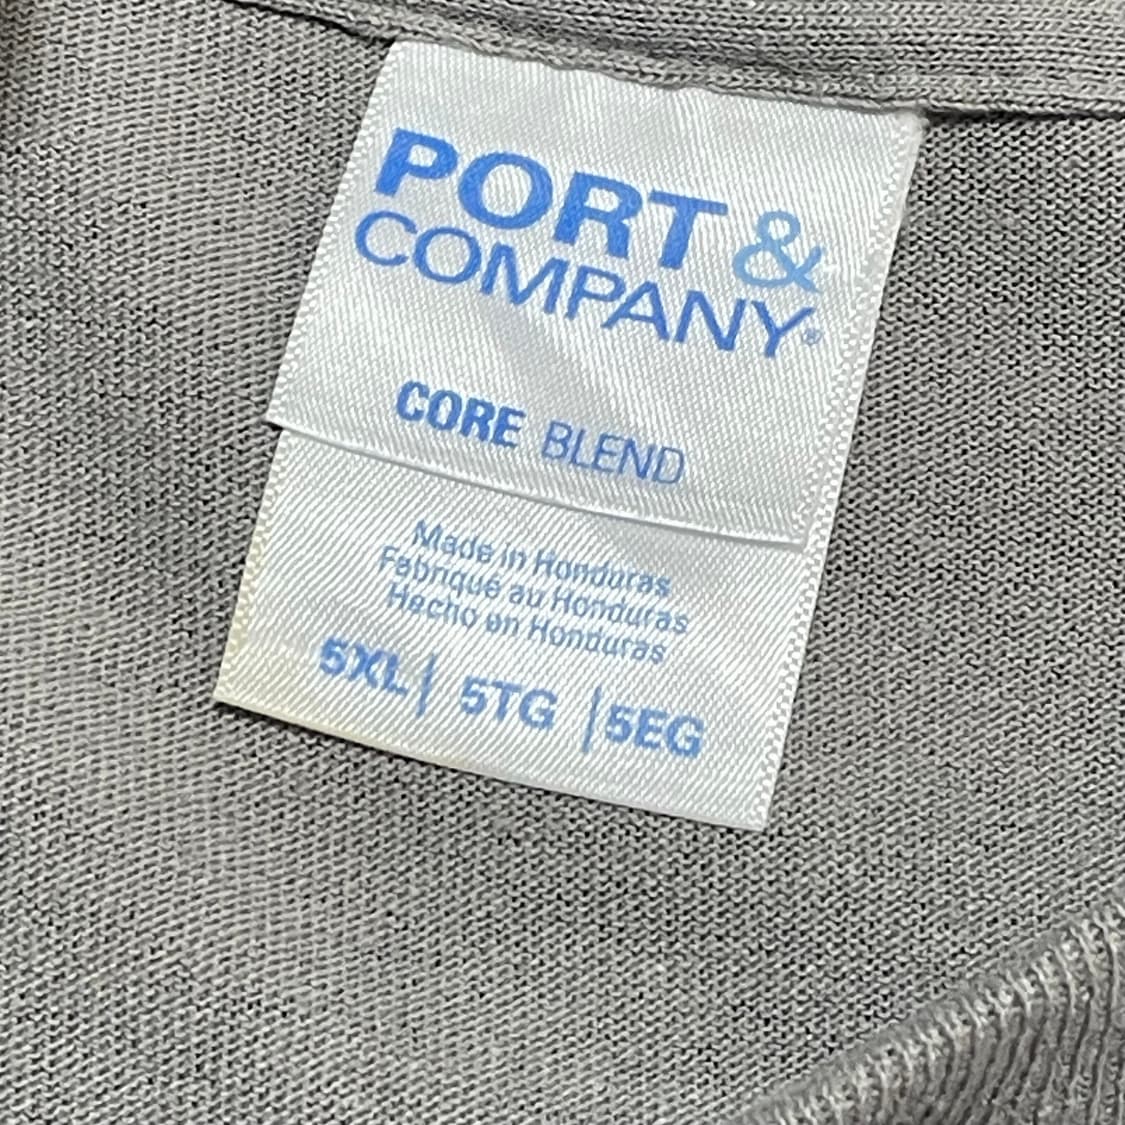 PORT &
COMPANY®
CORE BLEND
Made in Honduras
Fabriqué au Honduras
Hecho en Honduras
5XL| 5TG |5EG